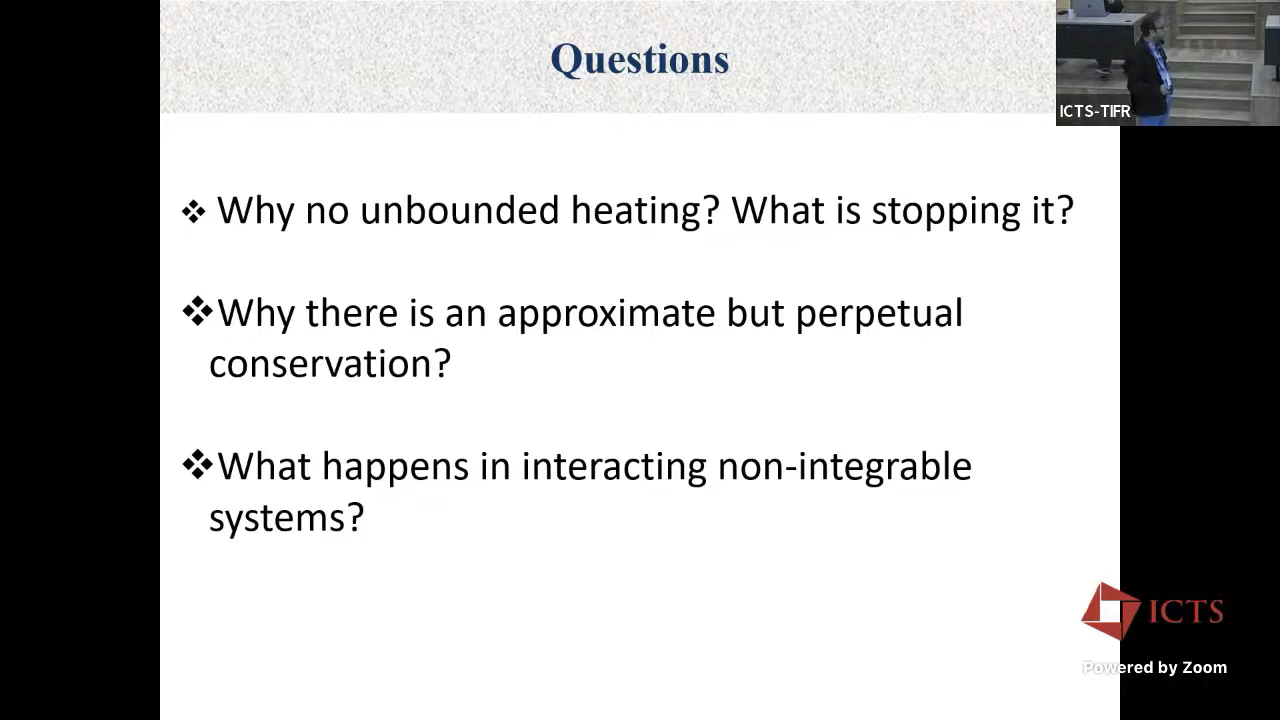 Questions
ICTS-TIFR
❖ Why no unbounded heating? What is stopping it?
❖Why there is an approximate but perpetual
conservation?
❖What happens in interacting non-integrable
systems?
ICTS
Powered by Zoom